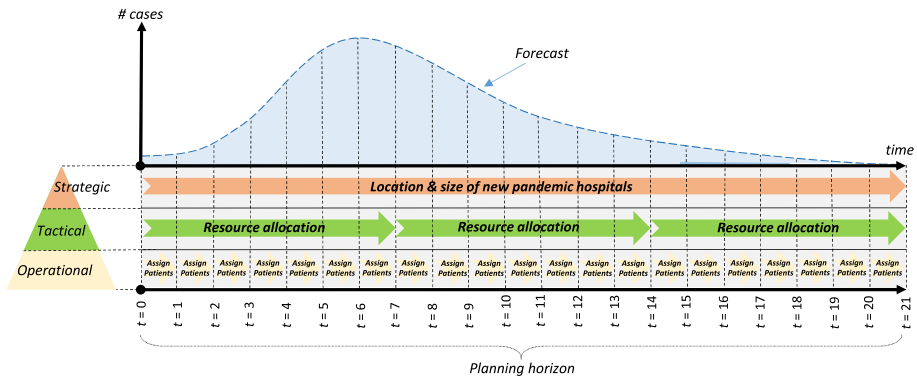 # cases
Forecast
time
Strategic
Location & size of new pandemic hospitals
Tactical
Resource allocation
Resource allocation
Resource allocation
Operational
Assign Assign Assign Assign Assign Assign Assign Assign Assign Assign Assign Assign Assign Assign Assign Assign Assign Assign Assign Assign Assign
Patients Patients Patients Patients Patients Patients Patients Patients Patients Patients Patients Patients Patients Patients Patients Patients Patients Patients Patients Patients Patients
t = 0
t = 1
t = 2
t = 3
t = 4
t = 5
t = 6
t = 7
t = 8
t = 9
t = 10
t = 11
t = 12
t = 13
t = 14
t = 15
t = 16
t = 17
t = 18
t = 19
t = 20
t = 21
Planning horizon